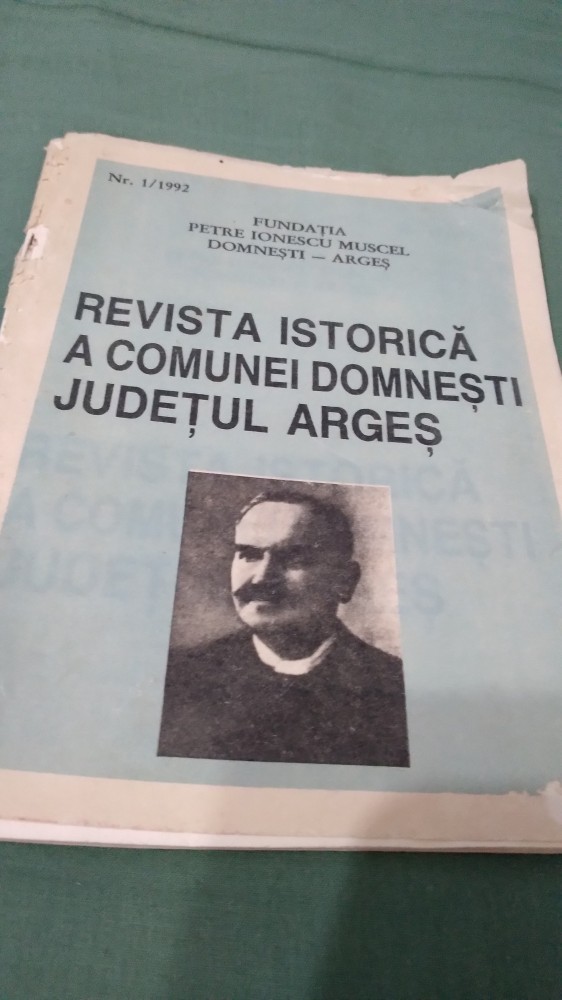 Nr. 1/1992
FUNDAȚIA
PETRE IONESCU MUSCEL
DOMNEȘTI — ARGEȘ
REVISTA ISTORICĂ
A COMUNEI DOMNEȘTI
JUDEȚUL ARGEȘ